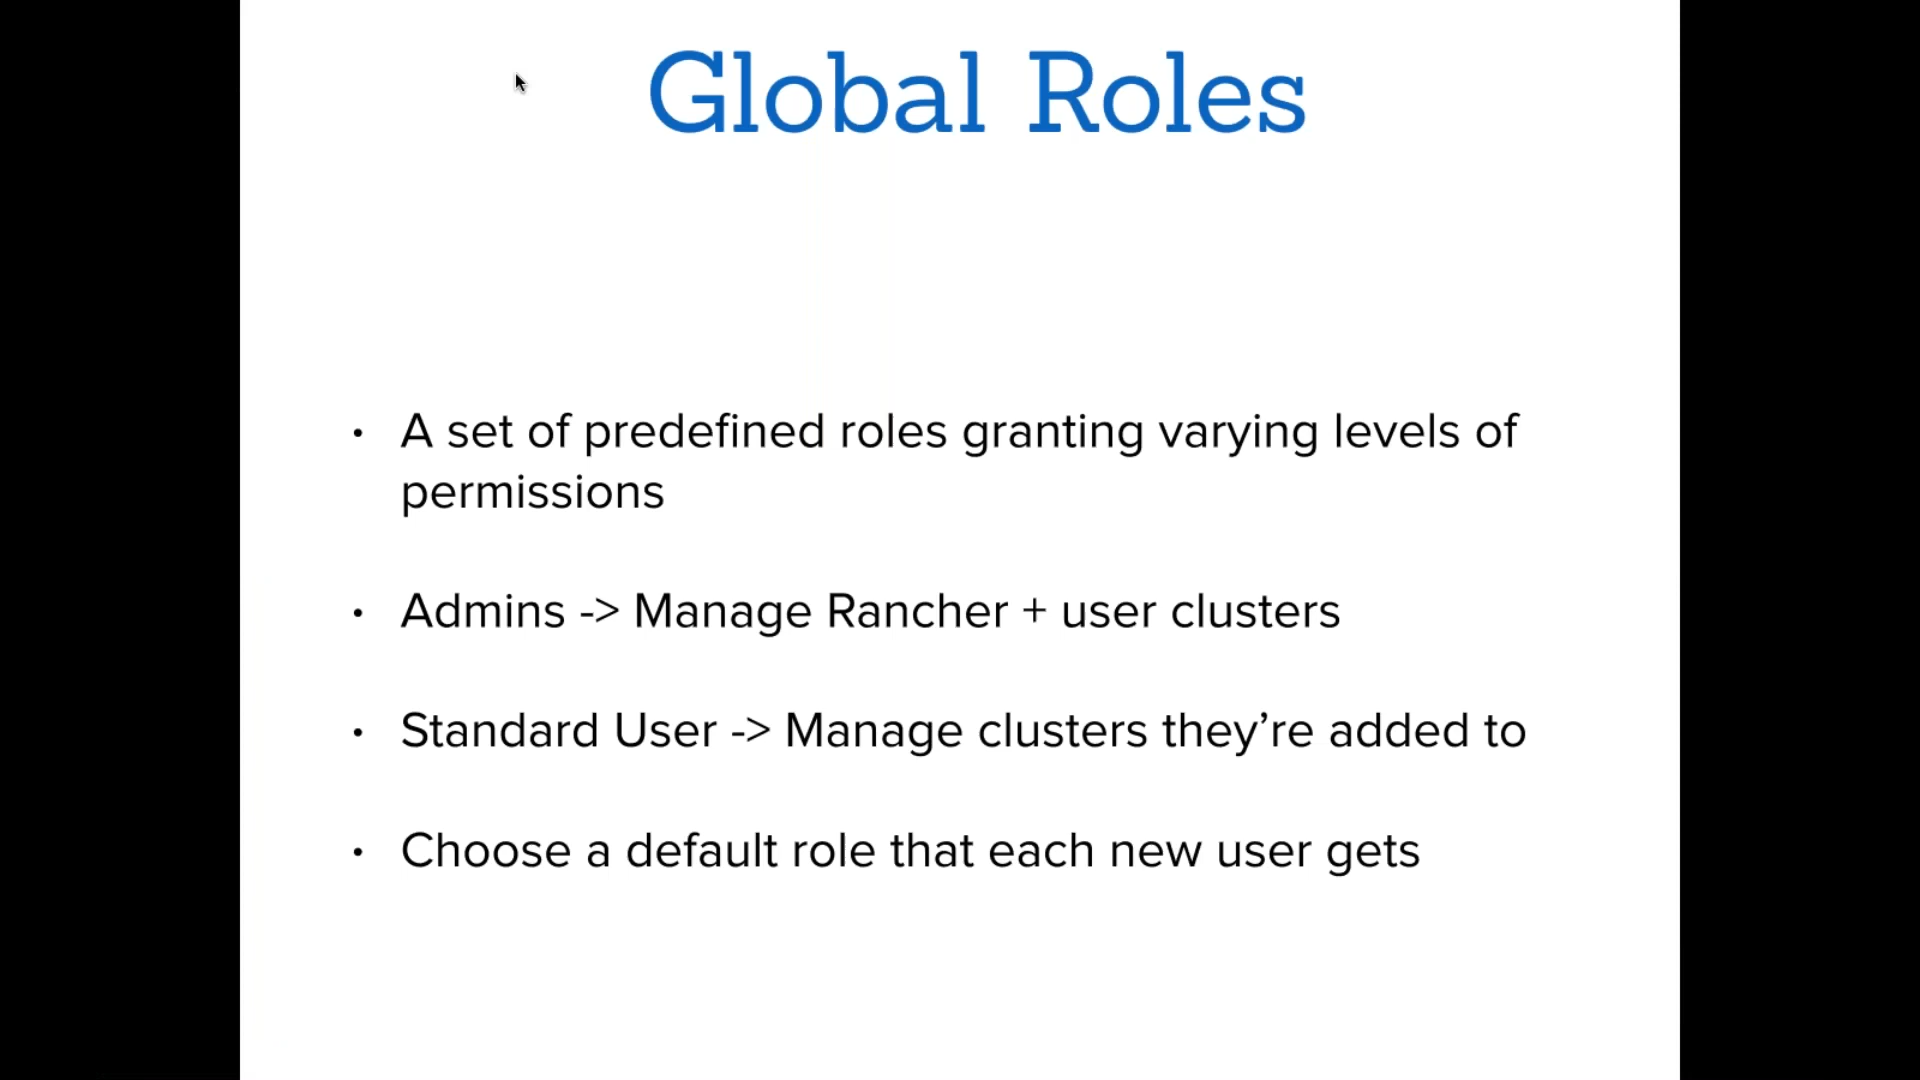 Global Roles
• A set of predefined roles granting varying levels of
permissions
• Admins -> Manage Rancher + user clusters
• Standard User -> Manage clusters they’re added to
• Choose a default role that each new user gets